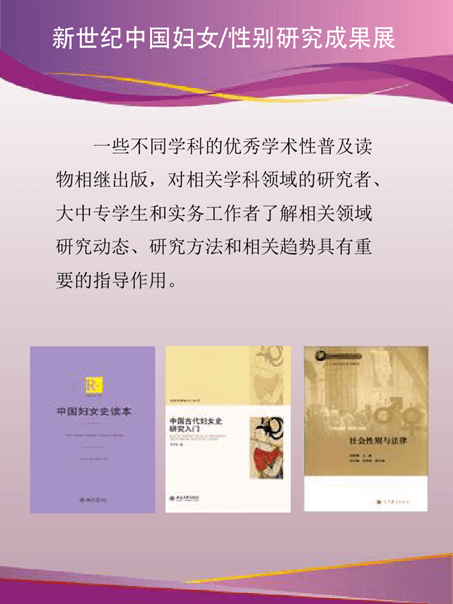 新世纪中国妇女/性别研究成果展
一些不同学科的优秀学术性普及读
物相继出版，对相关学科领域的研究者、
大中专学生和实务工作者了解相关领域
研究动态、研究方法和相关趋势具有重
要的指导作用。
R
中国妇女史读本
中国古代妇女史
研究入门
社会性别与法律